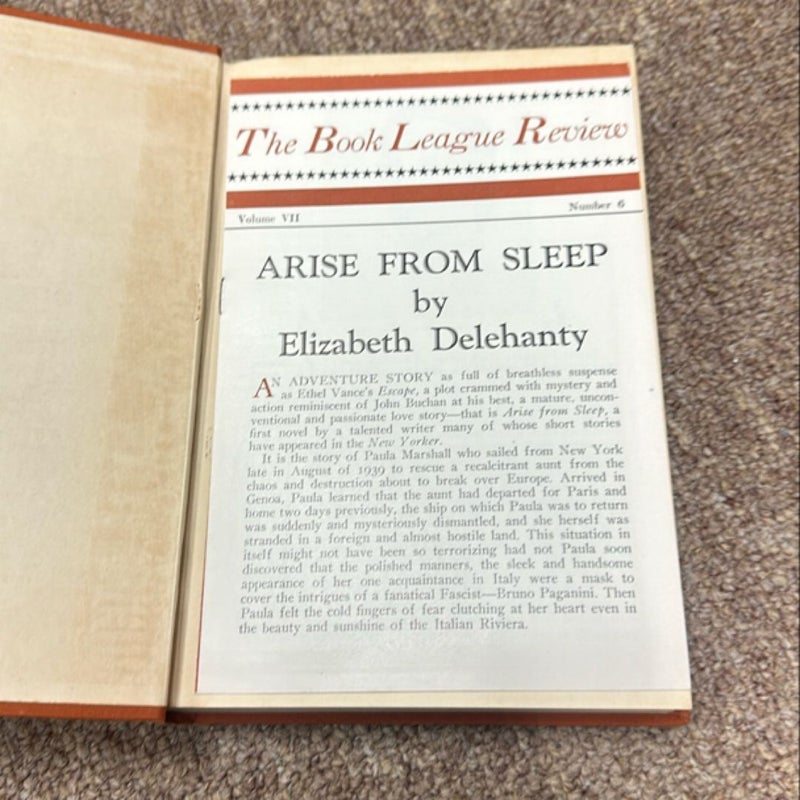 The Book League Review
Volume VII Number 6
ARISE FROM SLEEP
by
Elizabeth Delehanty
AN ADVENTURE STORY as full of breathless suspense
as Ethel Vance's Escape, a plot crammed with mystery and
action reminiscent of John Buchan at his best, a mature, uncon-
ventional and passionate love story—that is Arise from Sleep, a
first novel by a talented writer many of whose short stories
have appeared in the New Yorker.
It is the story of Paula Marshall who sailed from New York
late in August of 1939 to rescue a recalcitrant aunt from the
chaos and destruction about to break over Europe. Arrived in
Genoa, Paula learned that the aunt had departed for Paris and
home two days previously, the ship on which Paula was to return
was suddenly and mysteriously dismantled, and she herself was
stranded in a foreign and almost hostile land. This situation in
itself might not have been so terrorizing had not Paula soon
discovered that the polished manners, the sleek and handsome
appearance of her one acquaintance in Italy were a mask to
cover the intrigues of a fanatical Fascist—Bruno Paganini. Then
Paula felt the cold fingers of fear clutching at her heart even in
the beauty and sunshine of the Italian Riviera.